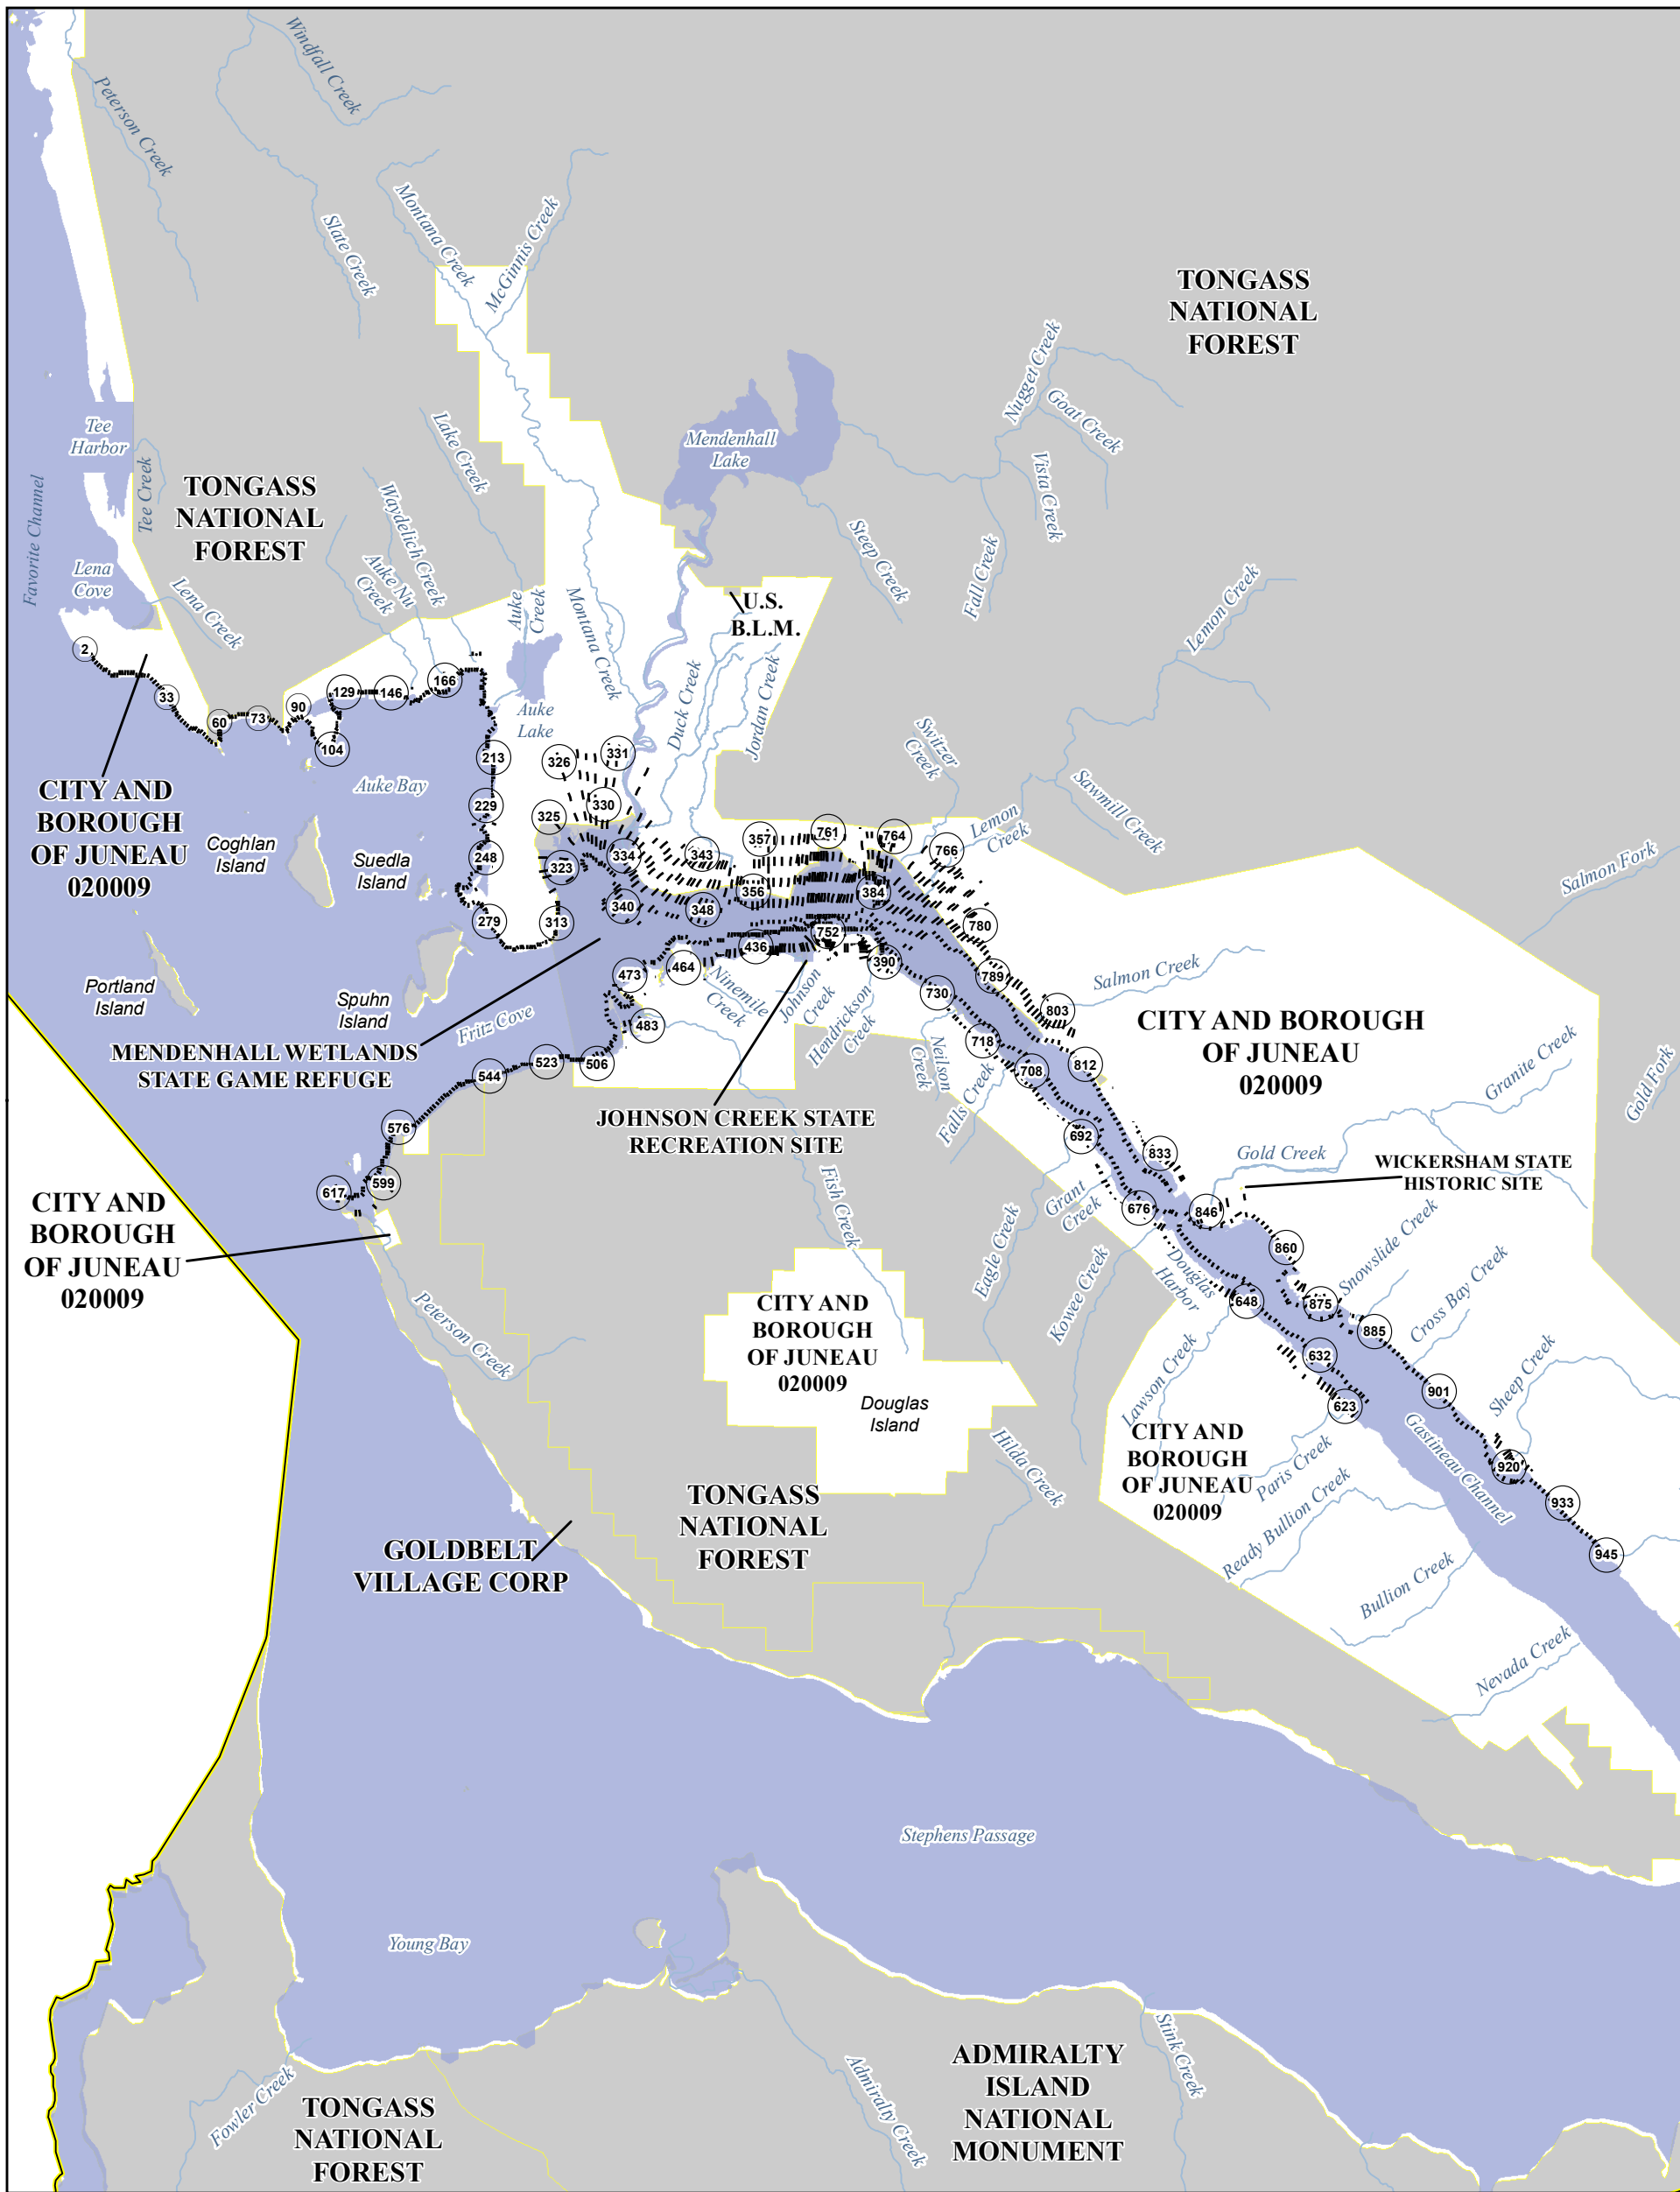 Windfall Creek
Peterson Creek
Slate Creek
Montana Creek
McGinnis Creek
TONGASS
NATIONAL
FOREST
Nugget Creek
Goat Creek
Vista Creek
Tee
Harbor
Mendenhall
Lake
Lake Creek
Favorite Channel
Tee Creek
TONGASS
NATIONAL
FOREST
Waydelich Creek
Auke Nu
Creek
Steep Creek
Fall Creek
Lena
Cove
Lena Creek
Auke
Creek
Montana Creek
U.S.
B.L.M.
Lemon Creek
Duck Creek
Jordan Creek
2
33
60
73
90
104
129
146
166
Auke
Lake
213
326
331
Switzer
Creek
Sawmill Creek
CITY AND
BOROUGH
OF JUNEAU
020009
Auke Bay
229
325
330
357
761
764
766
Lemon
Creek
Coghlan
Island
Suedla
Island
248
323
334
343
356
384
Salmon Fork
279
313
340
348
752
780
436
390
473
464
789
Portland
Island
Spuhn
Island
Fritz Cove
483
Ninemile
Creek
Johnson
Creek
Hendrickson
Creek
730
803
Salmon Creek
MENDENHALL WETLANDS
STATE GAME REFUGE
CITY AND BOROUGH
OF JUNEAU
020009
544
523
506
Neilson
Creek
718
708
812
Granite Creek
Gold Fork
JOHNSON CREEK STATE
RECREATION SITE
Falls Creek
576
692
833
Gold Creek
WICKERSHAM STATE
HISTORIC SITE
617
599
Fish Creek
Grant
Creek
676
846
CITY AND
BOROUGH
OF JUNEAU
020009
Eagle Creek
Kowee Creek
Douglas
Harbor
860
Snowslide Creek
Cross Bay Creek
Peterson Creek
CITY AND
BOROUGH
OF JUNEAU
020009
648
875
885
632
Lawson Creek
Sheep Creek
Douglas
Island
623
901
Hilda Creek
CITY AND
BOROUGH
OF JUNEAU
020009
Gastineau Channel
Paris Creek
920
Ready Bullion Creek
933
TONGASS
NATIONAL
FOREST
945
GOLDBELT
VILLAGE CORP
Bullion Creek
Nevada Creek
Stephens Passage
Young Bay
Fowler Creek
TONGASS
NATIONAL
FOREST
Admiralty Creek
ADMIRALTY
ISLAND
NATIONAL
MONUMENT
Stink Creek